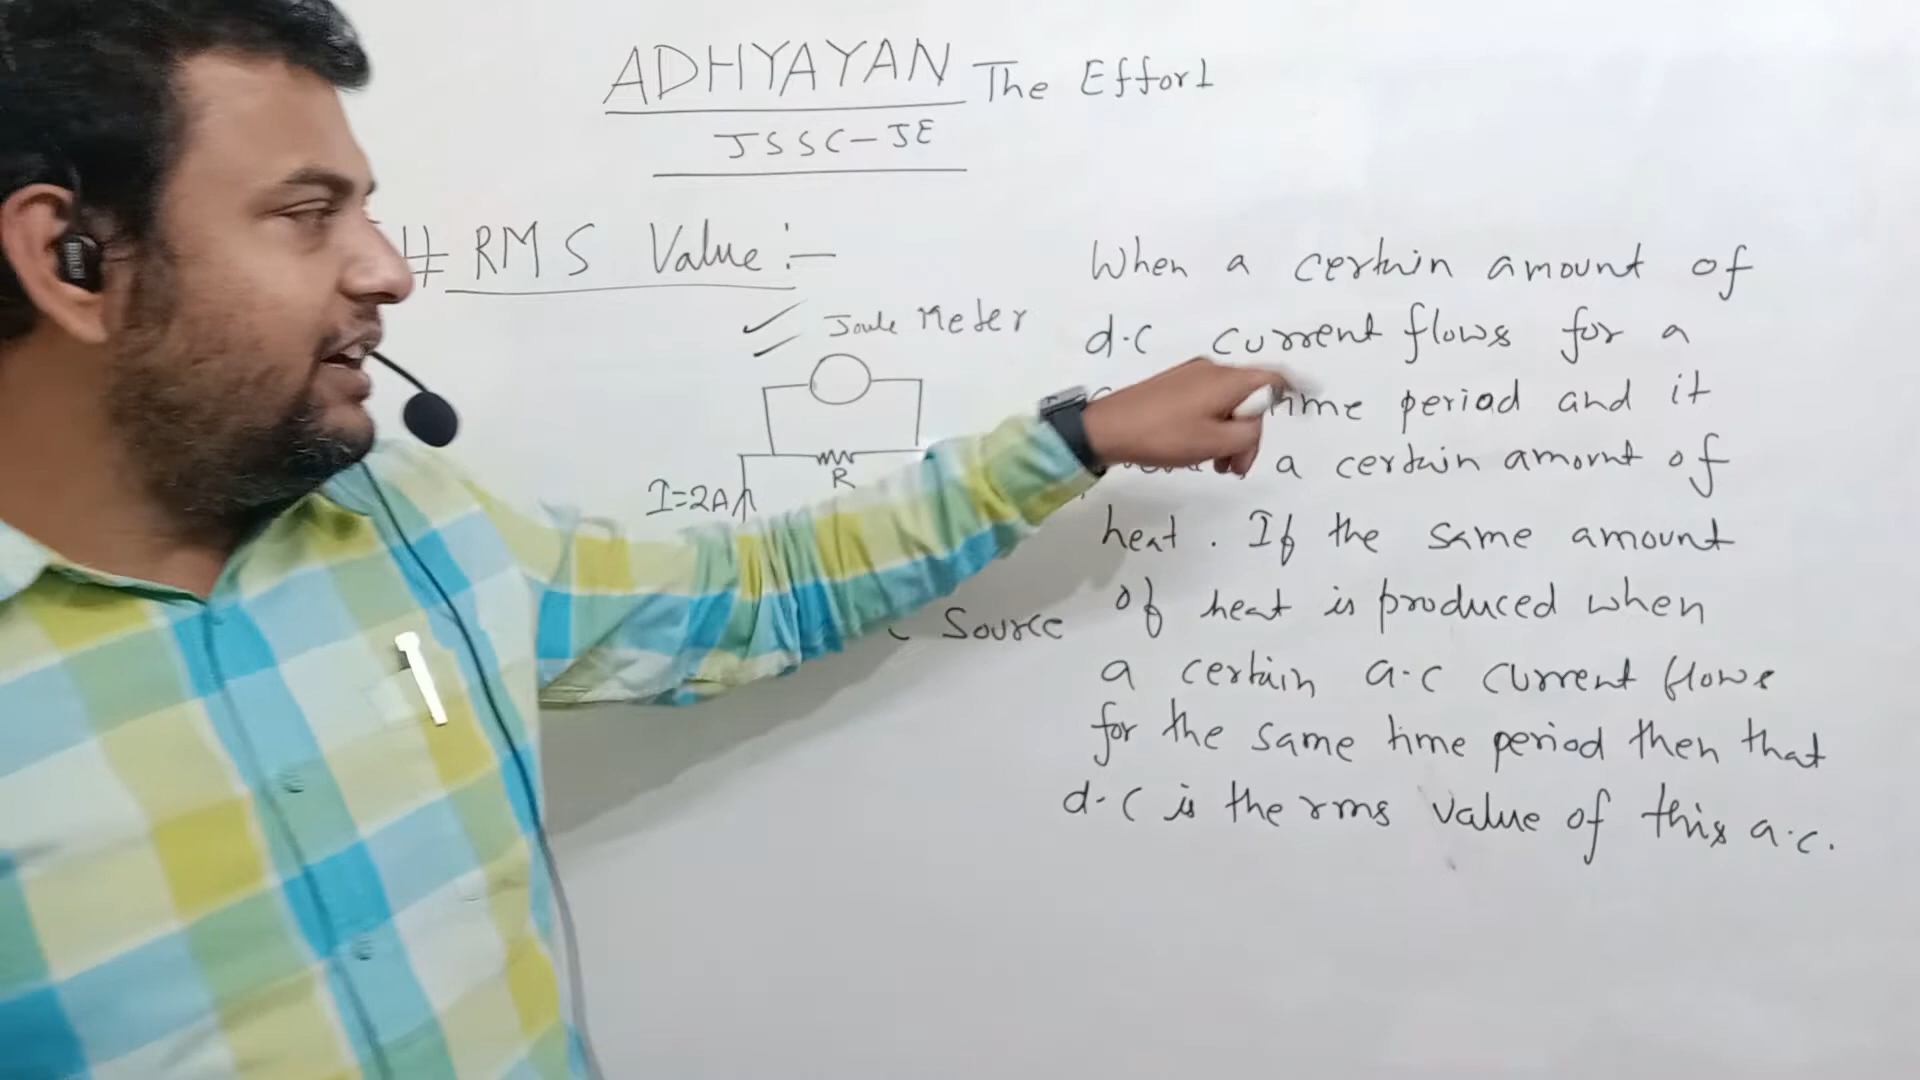 ADHYAYAN The Effort
JSSC-JE
# RMS Value:-
Joule Meter
R
I=2A
Source
When a certain amount of
d.c current flows for a
time period and it
a certain amount of
heat. If the same amount
of heat is produced when
a certain a.c current flows
for the same time period then that
d.c is the rms value of this a.c.